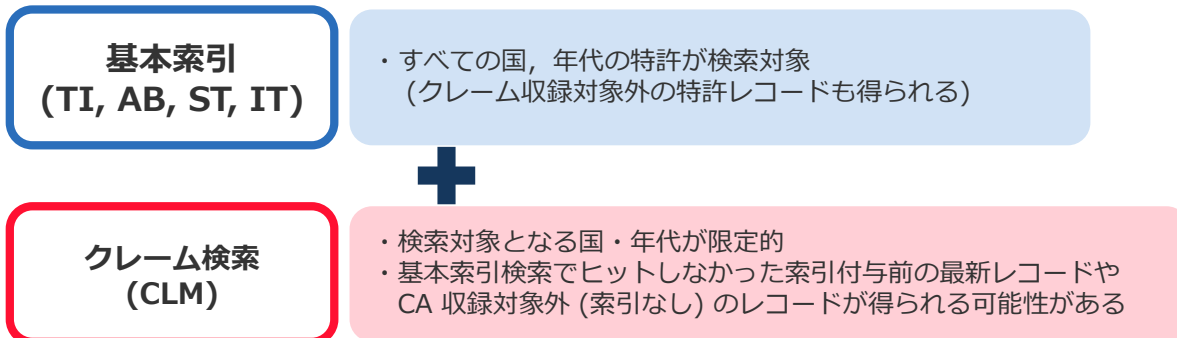 基本索引
(TI, AB, ST, IT)
・すべての国，年代の特許が検索対象
(クレーム収録対象外の特許レコードも得られる)
クレーム検索
(CLM)
・検索対象となる国・年代が限定的
・基本索引検索でヒットしなかった索引付与前の最新レコードや
CA 収録対象外 (索引なし) のレコードが得られる可能性がある